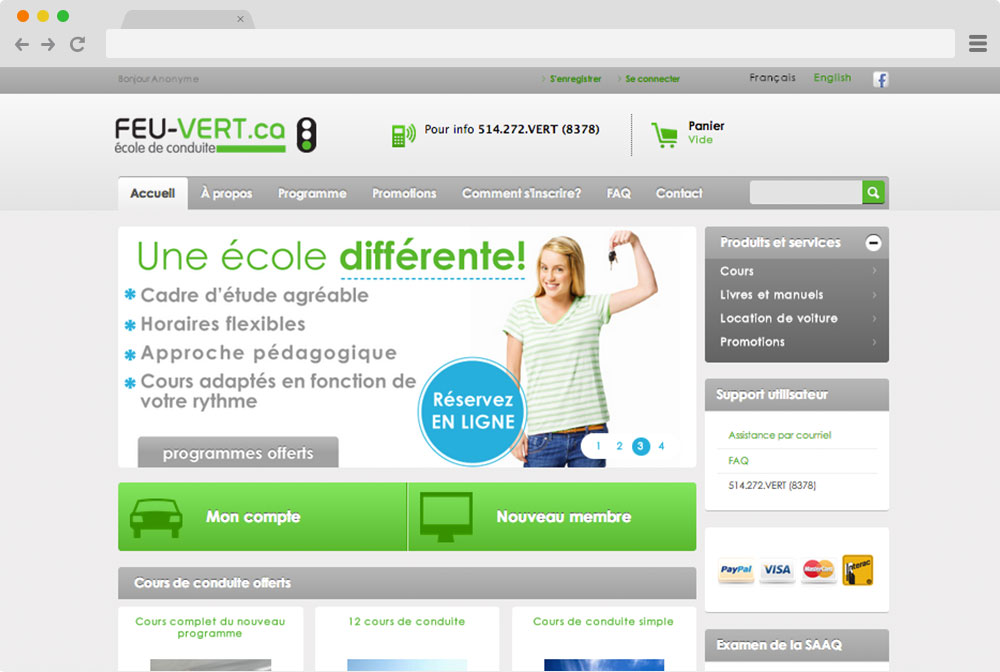 Bonjour Anonyme
S'enregistrer
Se connecter
Français
English
FEU-VERT.ca
école de conduite
Pour info 514.272.VERT (8378)
Panier
Vide
Accueil
À propos
Programme
Promotions
Comment s'inscrire?
FAQ
Contact
Une école différente!
* Cadre d'étude agréable
* Horaires flexibles
* Approche pédagogique
* Cours adaptés en fonction de
votre rythme
Réservez
EN LIGNE
programmes offerts
1 2 3 4
Produits et services
Cours
Livres et manuels
Location de voiture
Promotions
Support utilisateur
Assistance par courriel
FAQ
514.272.VERT (8378)
Mon compte
Nouveau membre
PayPal
VISA
MasterCard
Interac
Cours de conduite offerts
Cours complet du nouveau
programme
12 cours de conduite
Cours de conduite simple
Examen de la SAAQ